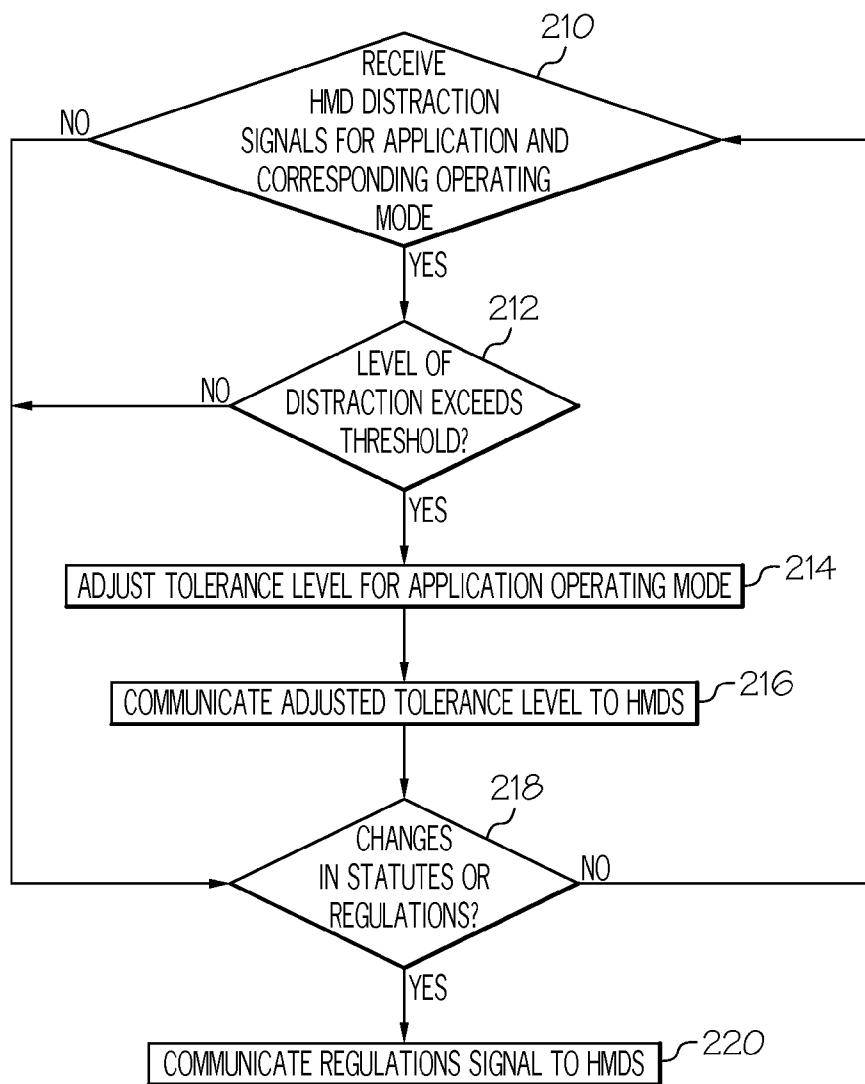 210
RECEIVE
HMD DISTRACTION
SIGNALS FOR APPLICATION AND
CORRESPONDING OPERATING
MODE
NO
YES
212
LEVEL OF
DISTRACTION EXCEEDS
THRESHOLD?
NO
YES
ADJUST TOLERANCE LEVEL FOR APPLICATION OPERATING MODE
214
COMMUNICATE ADJUSTED TOLERANCE LEVEL TO HMDS
216
218
CHANGES
IN STATUTES OR
REGULATIONS?
NO
YES
COMMUNICATE REGULATIONS SIGNAL TO HMDS
220